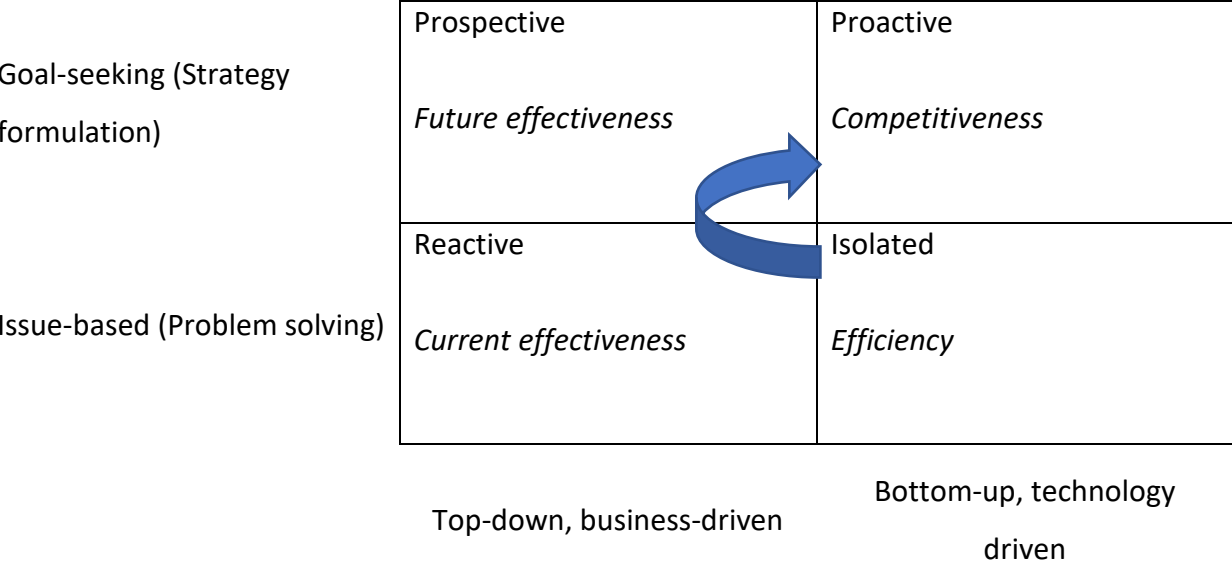 Prospective
Proactive
Goal-seeking (Strategy
formulation)
Future effectiveness
Competitiveness
Reactive
Isolated
Issue-based (Problem solving)
Current effectiveness
Efficiency
Top-down, business-driven
Bottom-up, technology
driven